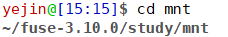 yejin@[15:15]$ cd mnt
~/fuse-3.10.0/study/mnt